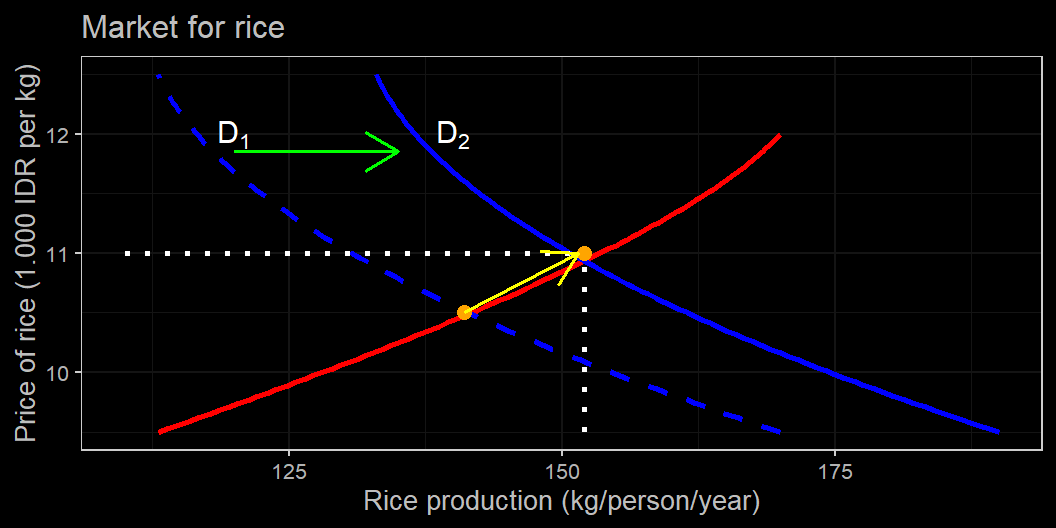 Market for rice
Price of rice (1.000 IDR per kg)
12
11
10
D₁
D₂
125
150
175
Rice production (kg/person/year)